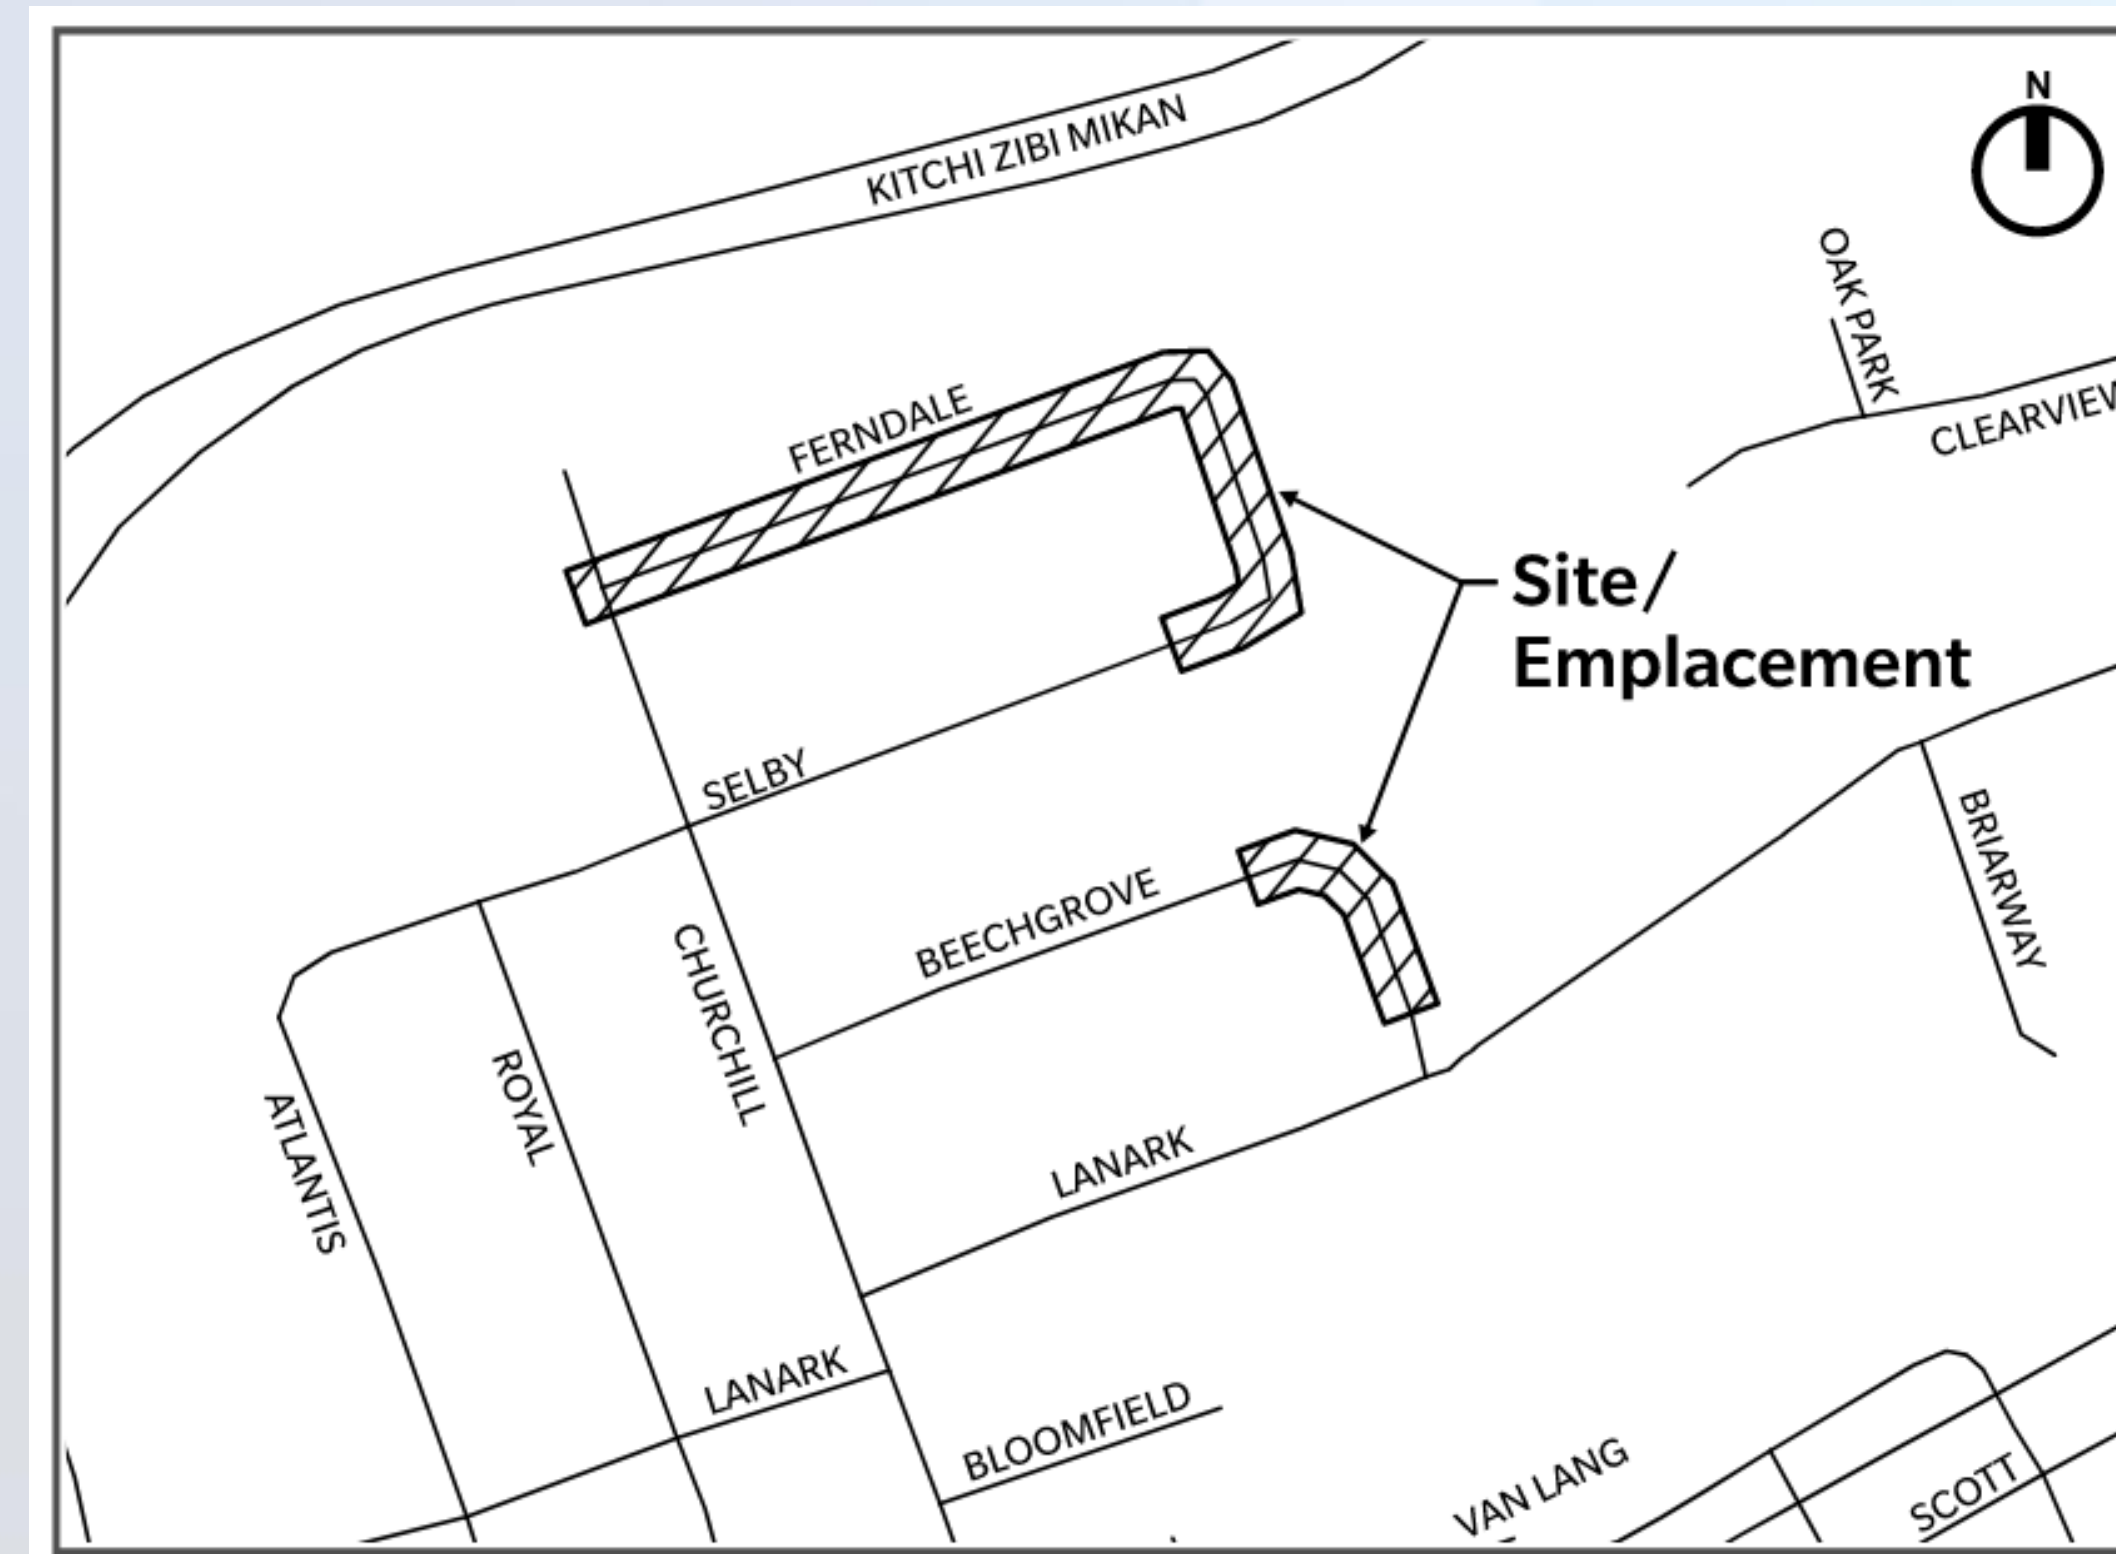 KITCHI ZIBI MIKAN
N
OAK PARK
CLEARVIEW
FERNDALE
Site/
Emplacement
SELBY
BRIARWAY
BEECHGROVE
CHURCHILL
ROYAL
ATLANTIS
LANARK
LANARK
BLOOMFIELD
VAN LANG
SCOTT